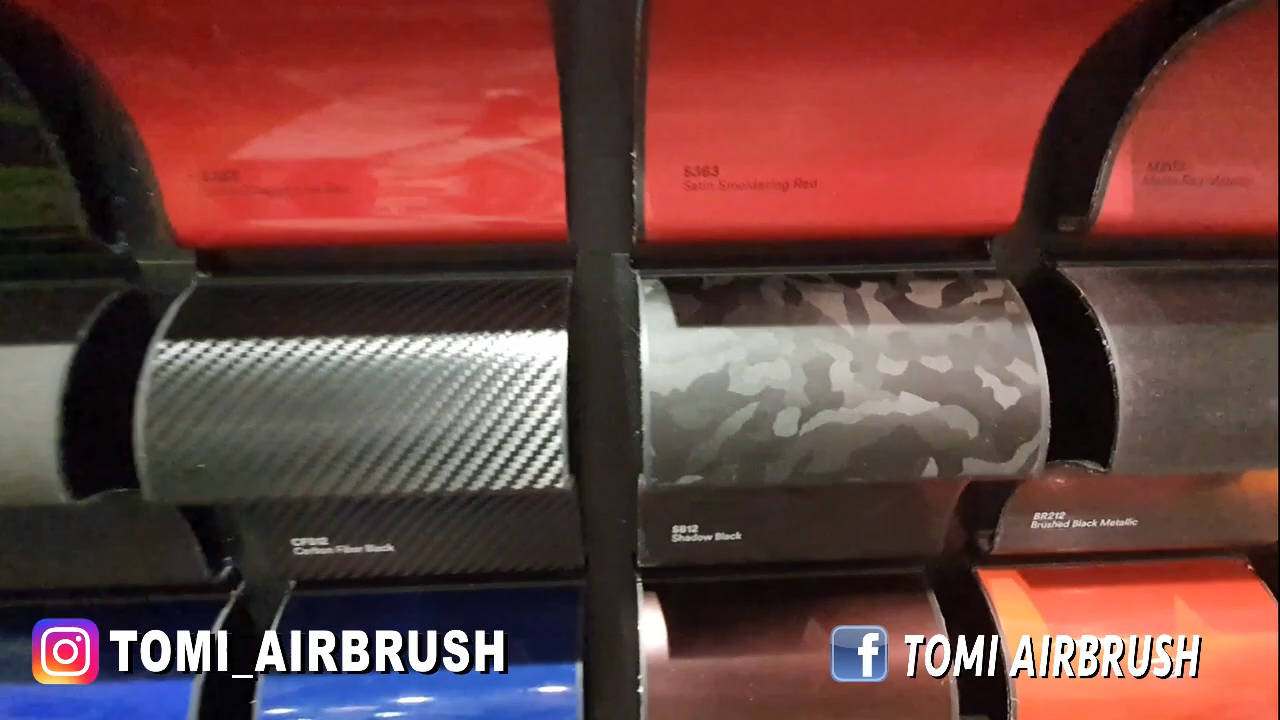 S363
Satin Smoldering Red
CFS12
Carbon Fiber Black
SB12
Shadow Black
BR212
Brushed Black Metallic
TOMI_AIRBRUSH
f TOMI AIRBRUSH